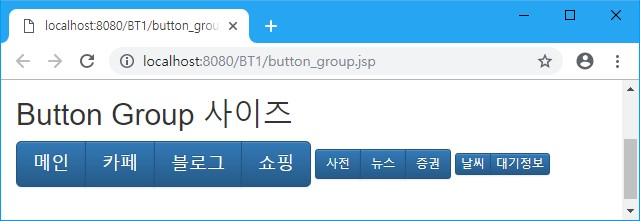 localhost:8080/BT1/button_grou
localhost:8080/BT1/button_group.jsp
Button Group 사이즈
메인 카페 블로그 쇼핑 사전 뉴스 증권 날씨 대기정보